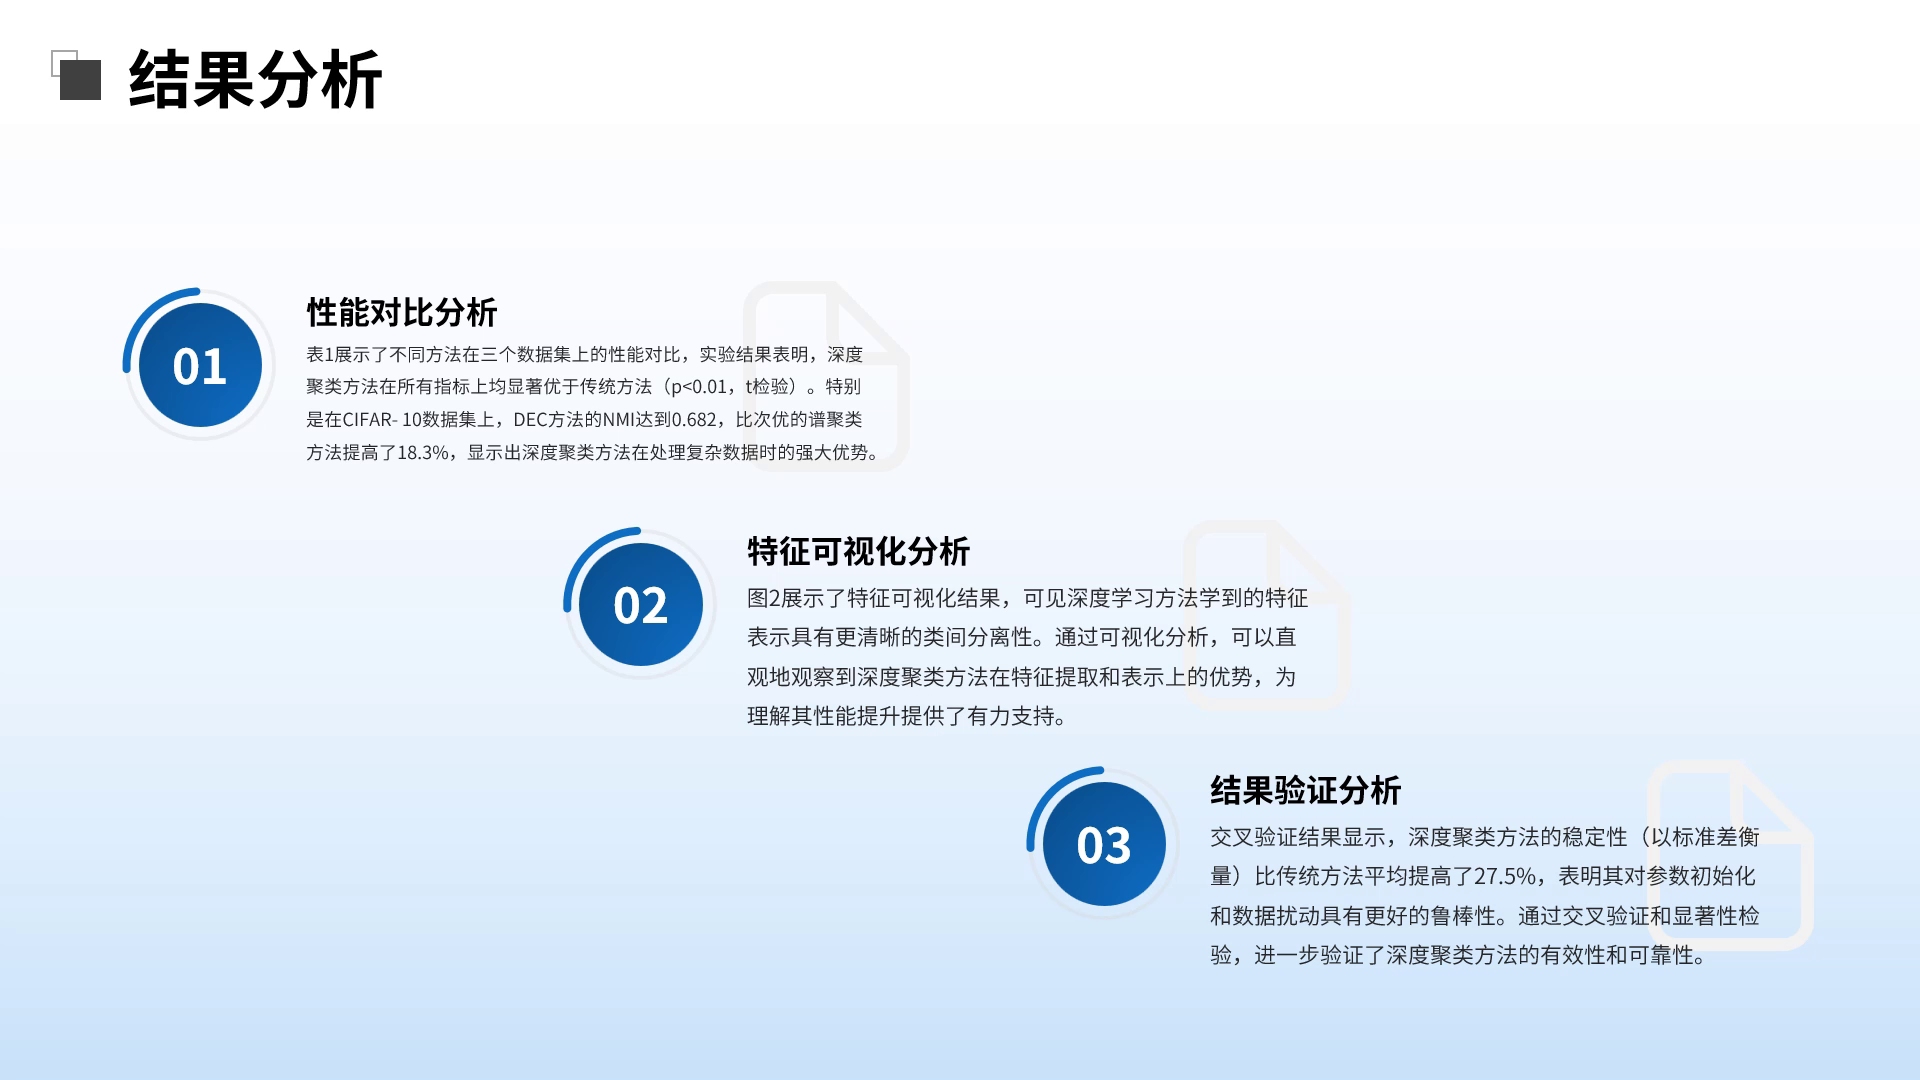 结果分析
01
性能对比分析
表1展示了不同方法在三个数据集上的性能对比，实验结果表明，深度
聚类方法在所有指标上均显著优于传统方法（p<0.01，t检验）。特别
是在CIFAR- 10数据集上，DEC方法的NMI达到0.682，比次优的谱聚类
方法提高了18.3%，显示出深度聚类方法在处理复杂数据时的强大优势。
02
特征可视化分析
图2展示了特征可视化结果，可见深度学习方法学到的特征
表示具有更清晰的类间分离性。通过可视化分析，可以直
观地观察到深度聚类方法在特征提取和表示上的优势，为
理解其性能提升提供了有力支持。
03
结果验证分析
交叉验证结果显示，深度聚类方法的稳定性（以标准差衡
量）比传统方法平均提高了27.5%，表明其对参数初始化
和数据扰动具有更好的鲁棒性。通过交叉验证和显著性检
验，进一步验证了深度聚类方法的有效性和可靠性。